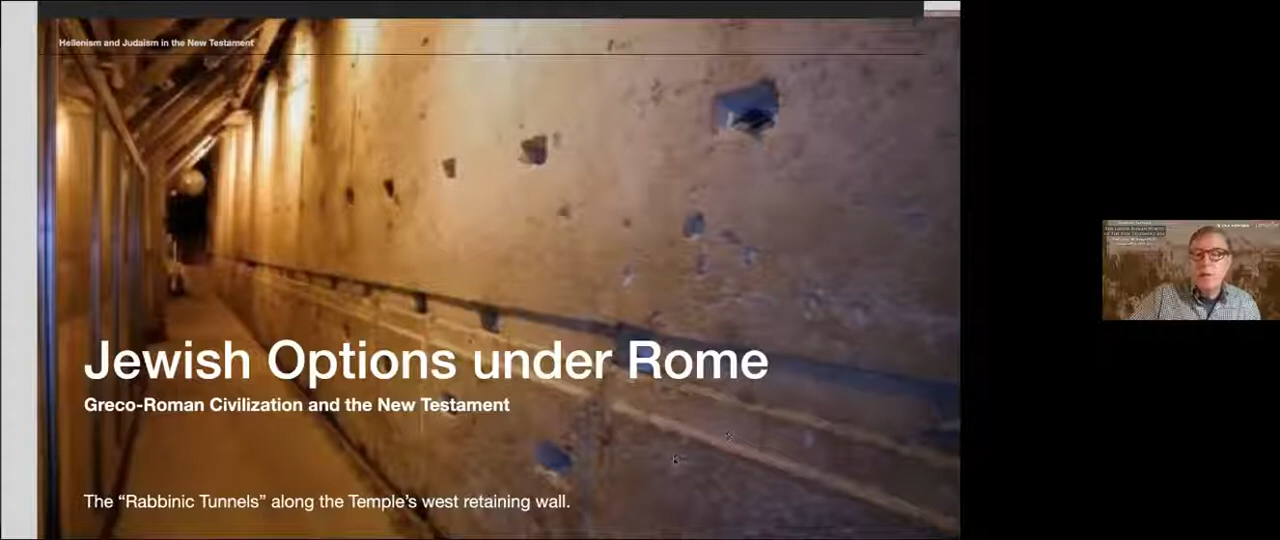 Hellenism and Judaism in the New Testament
Jewish Options under Rome
Greco-Roman Civilization and the New Testament
The “Rabbinic Tunnels” along the Temple’s west retaining wall.